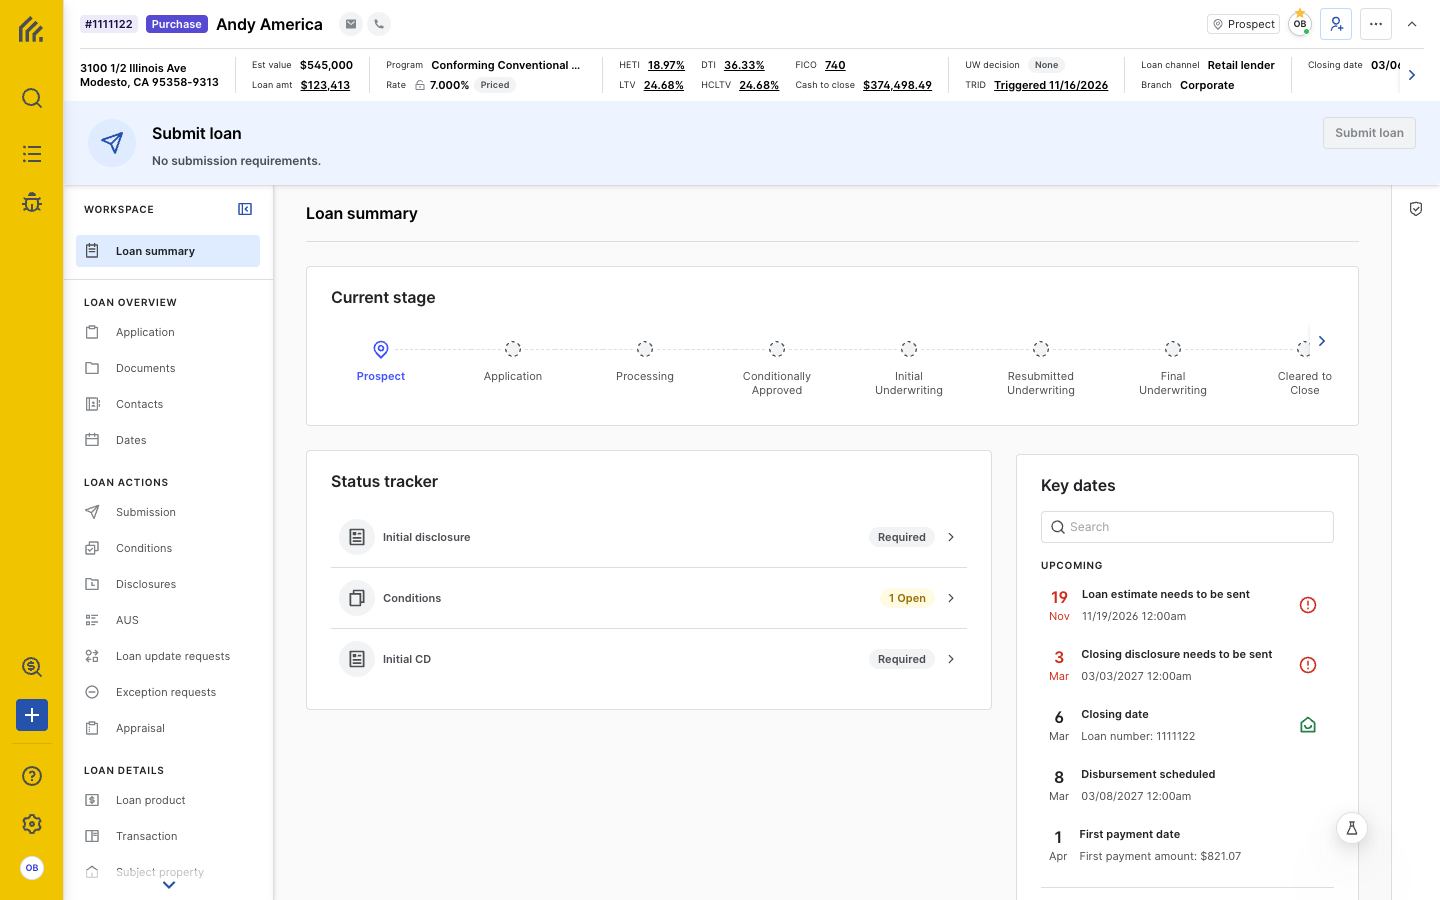 #1111122 Purchase Andy America
Prospect OB
3100 1/2 Illinois Ave
Modesto, CA 95358-9313
Est value $545,000
Loan amt $123,413
Program Conforming Conventional ...
Rate 7.000% Priced
HETI 18.97% DTI 36.33% FICO 740
LTV 24.68% HCLTV 24.68% Cash to close $374,498.49
UW decision None
TRID Triggered 11/16/2026
Loan channel Retail lender
Branch Corporate
Closing date 03/06
Submit loan
No submission requirements.
Submit loan
WORKSPACE
Loan summary
LOAN OVERVIEW
Application
Documents
Contacts
Dates
LOAN ACTIONS
Submission
Conditions
Disclosures
AUS
Loan update requests
Exception requests
Appraisal
LOAN DETAILS
Loan product
Transaction
Subject property
OB
Loan summary
Current stage
Prospect
Application
Processing
Conditionally
Approved
Initial
Underwriting
Resubmitted
Underwriting
Final
Underwriting
Cleared to
Close
Status tracker
Initial disclosure Required
Conditions 1 Open
Initial CD Required
Key dates
Search
UPCOMING
19 Loan estimate needs to be sent
Nov 11/19/2026 12:00am
3 Closing disclosure needs to be sent
Mar 03/03/2027 12:00am
6 Closing date
Mar Loan number: 1111122
8 Disbursement scheduled
Mar 03/08/2027 12:00am
1 First payment date
Apr First payment amount: $821.07